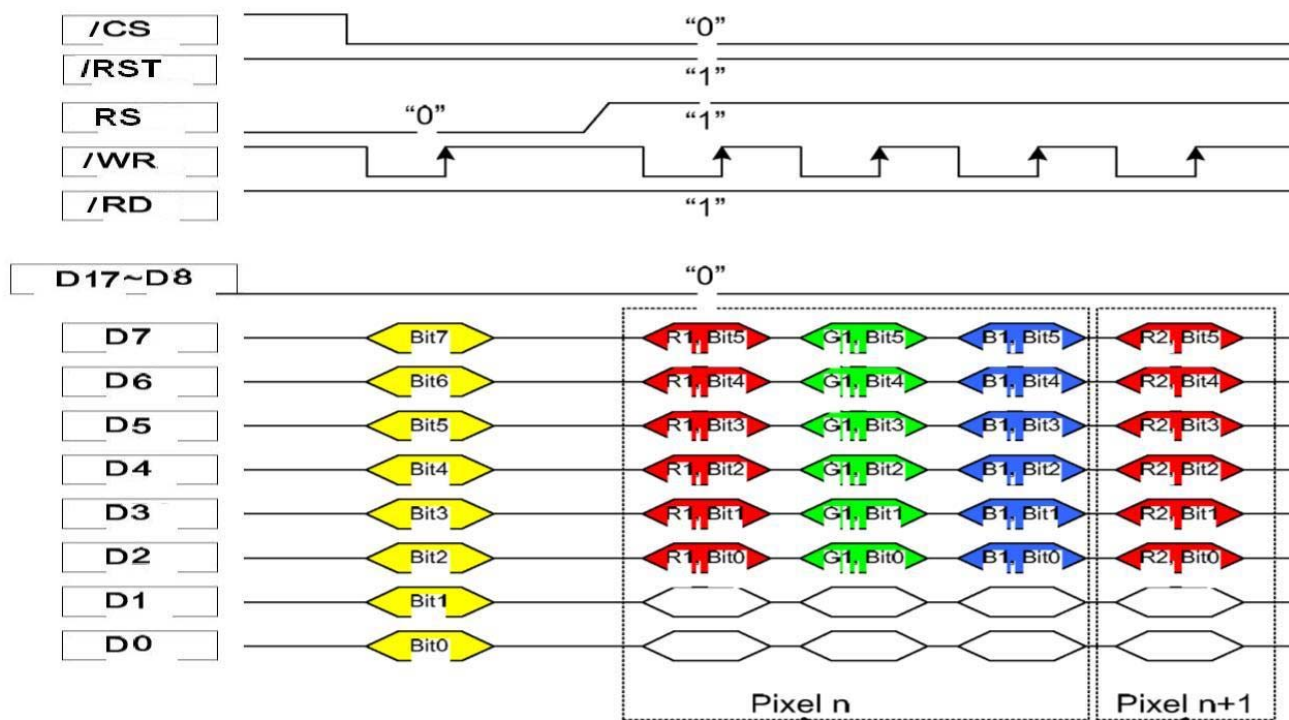 /CS “0”
/RST “1”
RS “0” “1”
/WR
/RD “1”
D17~D8 “0”
D7 Bit7 R1, Bit5 G1, Bit5 B1, Bit5 R2, Bit5
D6 Bit6 R1, Bit4 G1, Bit4 B1, Bit4 R2, Bit4
D5 Bit5 R1, Bit3 G1, Bit3 B1, Bit3 R2, Bit3
D4 Bit4 R1, Bit2 G1, Bit2 B1, Bit2 R2, Bit2
D3 Bit3 R1, Bit1 G1, Bit1 B1, Bit1 R2, Bit1
D2 Bit2 R1, Bit0 G1, Bit0 B1, Bit0 R2, Bit0
D1 Bit1
D0 Bit0
Pixel n Pixel n+1